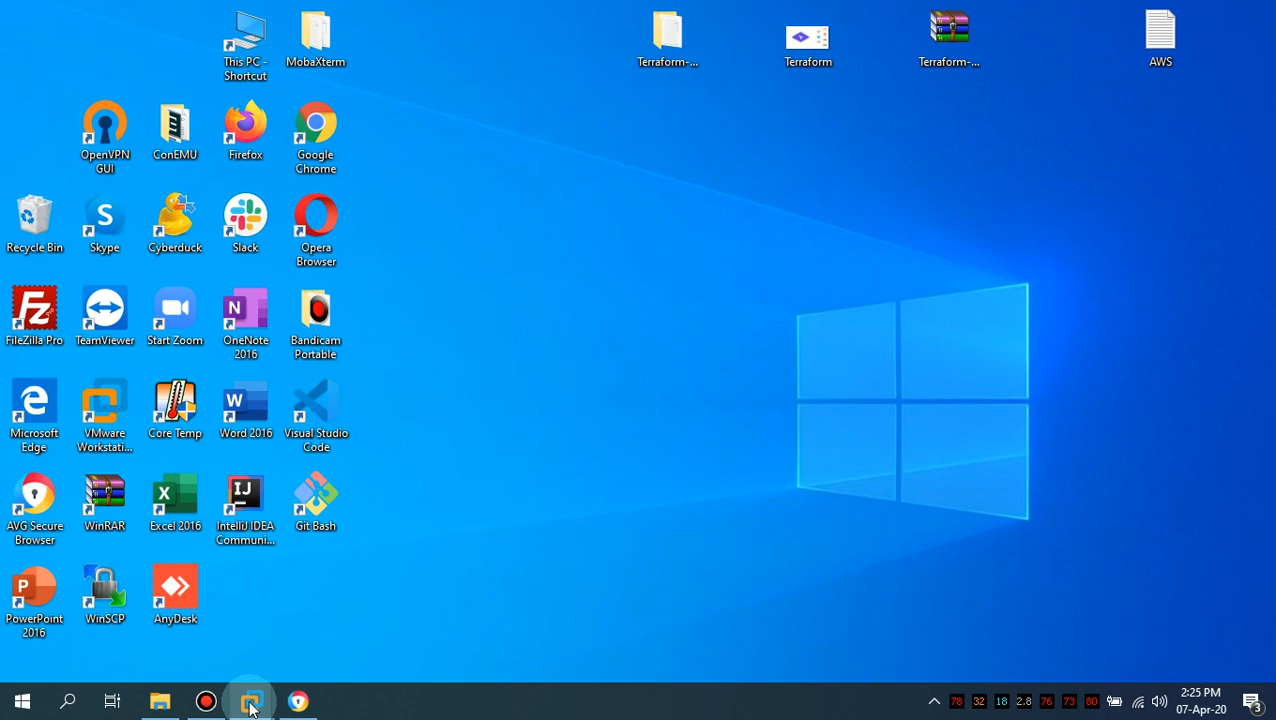 This PC -
Shortcut
MobaXterm
Terraform-...
Terraform
Terraform-...
AWS
OpenVPN
GUI
ConEMU
Firefox
Google
Chrome
Recycle Bin
Skype
Cyberduck
Slack
Opera
Browser
FileZilla Pro
TeamViewer
Start Zoom
OneNote
2016
Bandicam
Portable
Microsoft
Edge
VMware
Workstati...
Core Temp
Word 2016
Visual Studio
Code
AVG Secure
Browser
WinRAR
Excel 2016
IntelliJ IDEA
Communi...
Git Bash
PowerPoint
2016
WinSCP
AnyDesk
78 32 18 2.8 76 73 80
2:25 PM
07-Apr-20
3